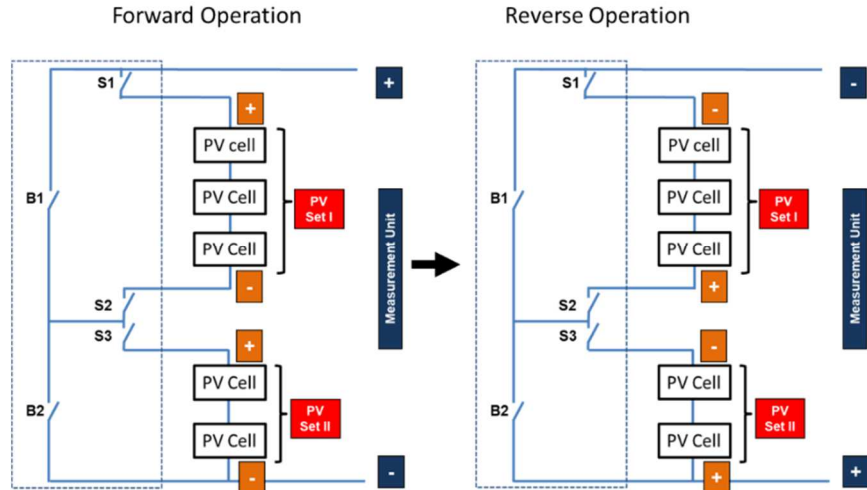 Forward Operation
Reverse Operation
S1
+
+
PV cell
PV Cell
PV Cell
PV
Set I
B1
Measurement Unit
-
S2
S3
+
PV Cell
PV Cell
PV
Set II
B2
-
-
S1
-
-
PV cell
PV Cell
PV Cell
PV
Set I
B1
Measurement Unit
+
S2
S3
-
PV Cell
PV Cell
PV
Set II
B2
+
+